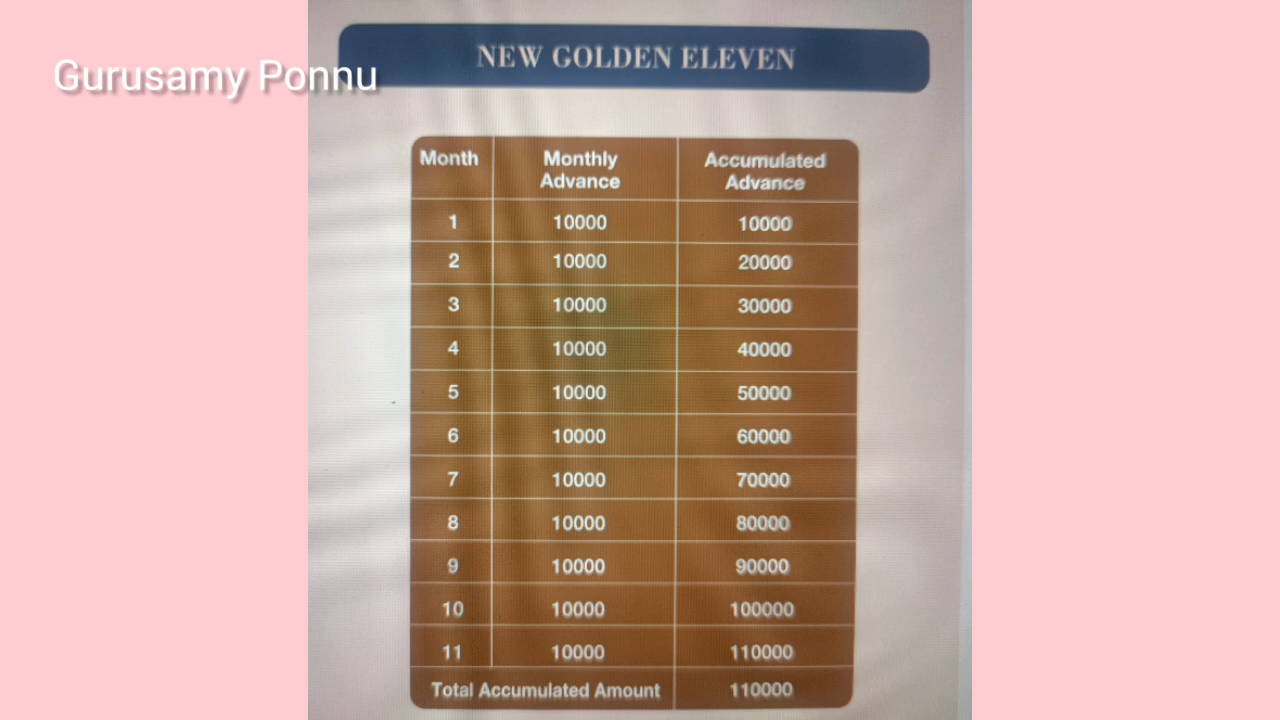 NEW GOLDEN ELEVEN
Gurusamy Ponnu
Month Monthly Advance Accumulated Advance
1 10000 10000
2 10000 20000
3 10000 30000
4 10000 40000
5 10000 50000
6 10000 60000
7 10000 70000
8 10000 80000
9 10000 90000
10 10000 100000
11 10000 110000
Total Accumulated Amount 110000